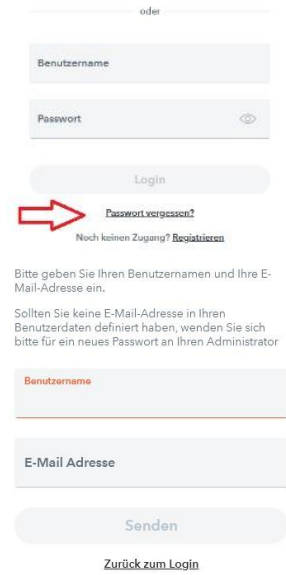 oder
Benutzername
Passwort
Login
Passwort vergessen?
Noch keinen Zugang? Registrieren
Bitte geben Sie Ihren Benutzernamen und Ihre E-
Mail-Adresse ein.
Sollten Sie keine E-Mail-Adresse in Ihren
Benutzerdaten definiert haben, wenden Sie sich
bitte für ein neues Passwort an Ihren Administrator
Benutzername
E-Mail Adresse
Senden
Zurück zum Login